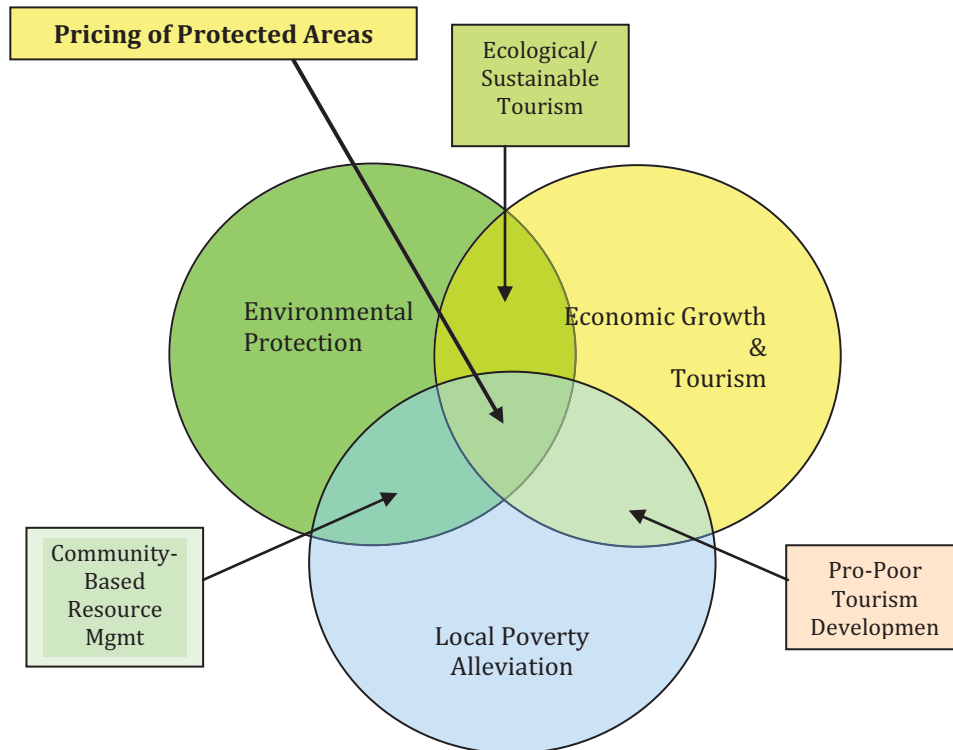 Pricing of Protected Areas
Ecological/
Sustainable
Tourism
Environmental
Protection
Economic Growth
&
Tourism
Community-
Based
Resource
Mgmt
Pro-Poor
Tourism
Developmen
Local Poverty
Alleviation